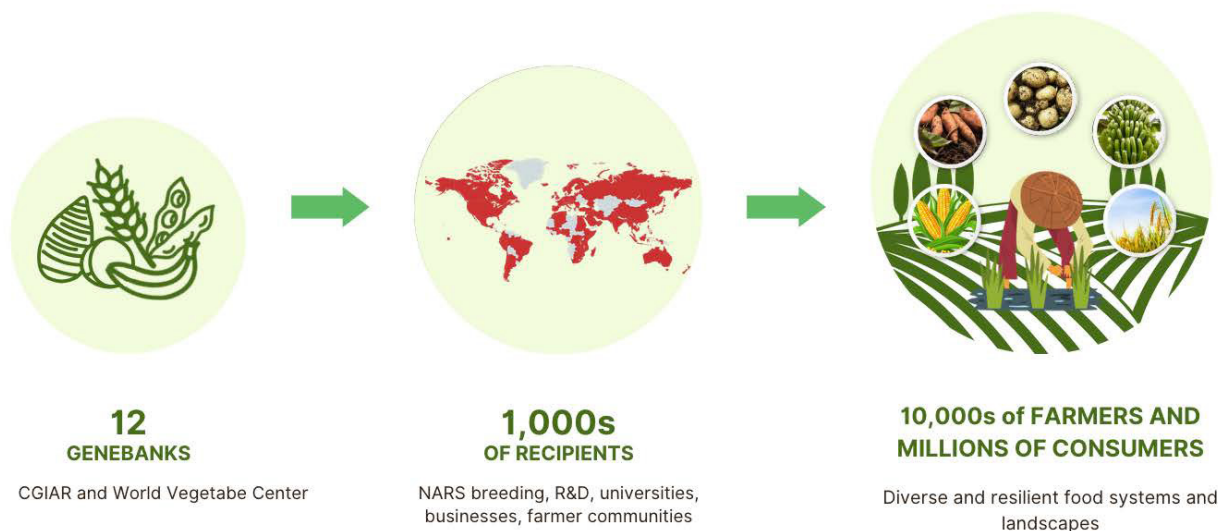 12
GENEBANKS
CGIAR and World Vegetabe Center
1,000s
OF RECIPIENTS
NARS breeding, R&D, universities,
businesses, farmer communities
10,000s of FARMERS AND
MILLIONS OF CONSUMERS
Diverse and resilient food systems and
landscapes